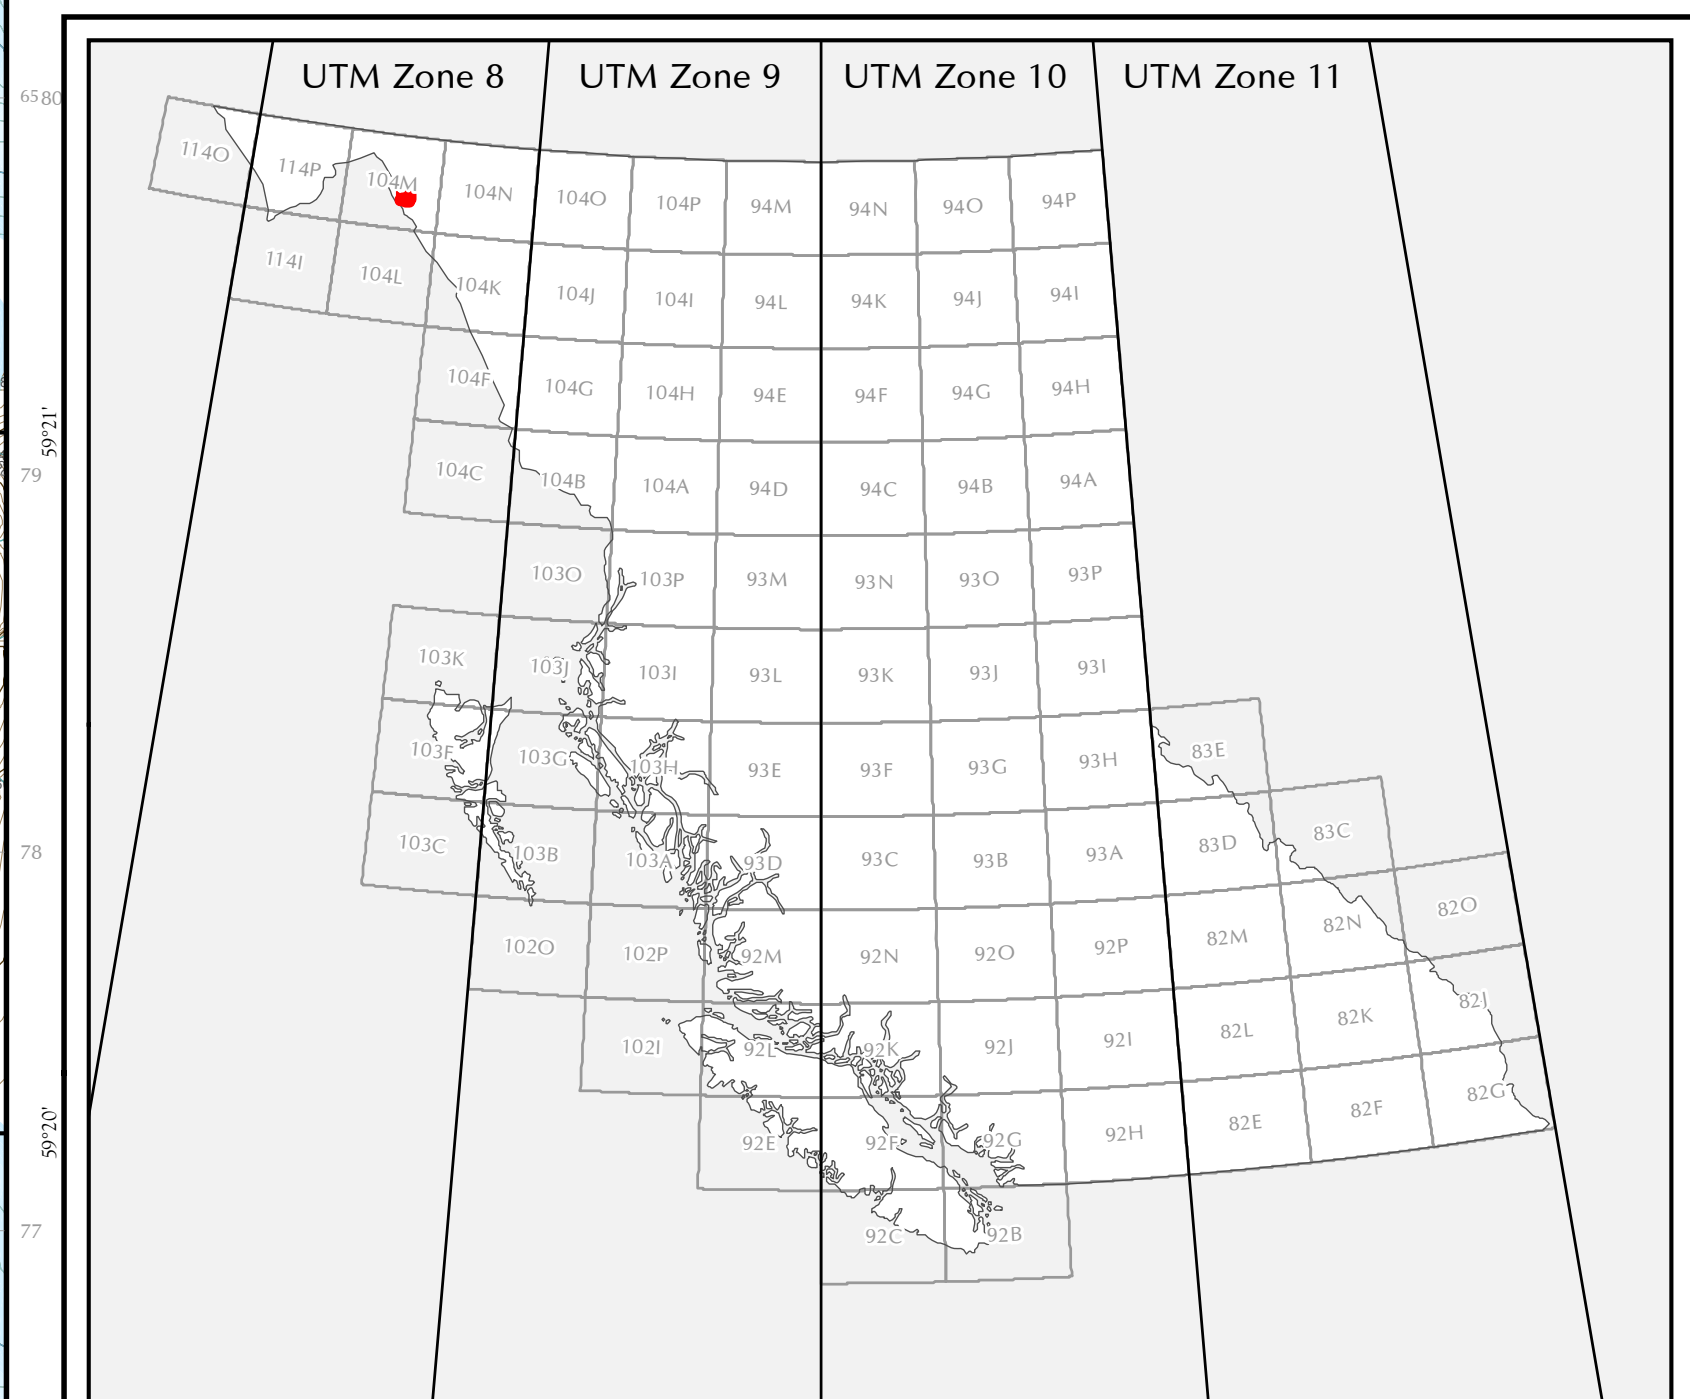 UTM Zone 8 UTM Zone 9 UTM Zone 10 UTM Zone 11
6580
114O 114P 104M 104N 104O 104P 94M 94N 94O 94P
114I 104L 104K 104J 104I 94L 94K 94J 94I
104F 104G 104H 94E 94F 94G 94H
59°21'
79
104C 104B 104A 94D 94C 94B 94A
103O 103P 93M 93N 93O 93P
103K 103J 103I 93L 93K 93J 93I
103F 103G 103H 93E 93F 93G 93H 83E
78
103C 103B 103A 93D 93C 93B 93A 83D 83C
102O 102P 92M 92N 92O 92P 82M 82N 82O
102I 92L 92K 92J 92I 82L 82K 82J
59°20'
92E 92F 92G 92H 82E 82F 82G
77
92C 92B